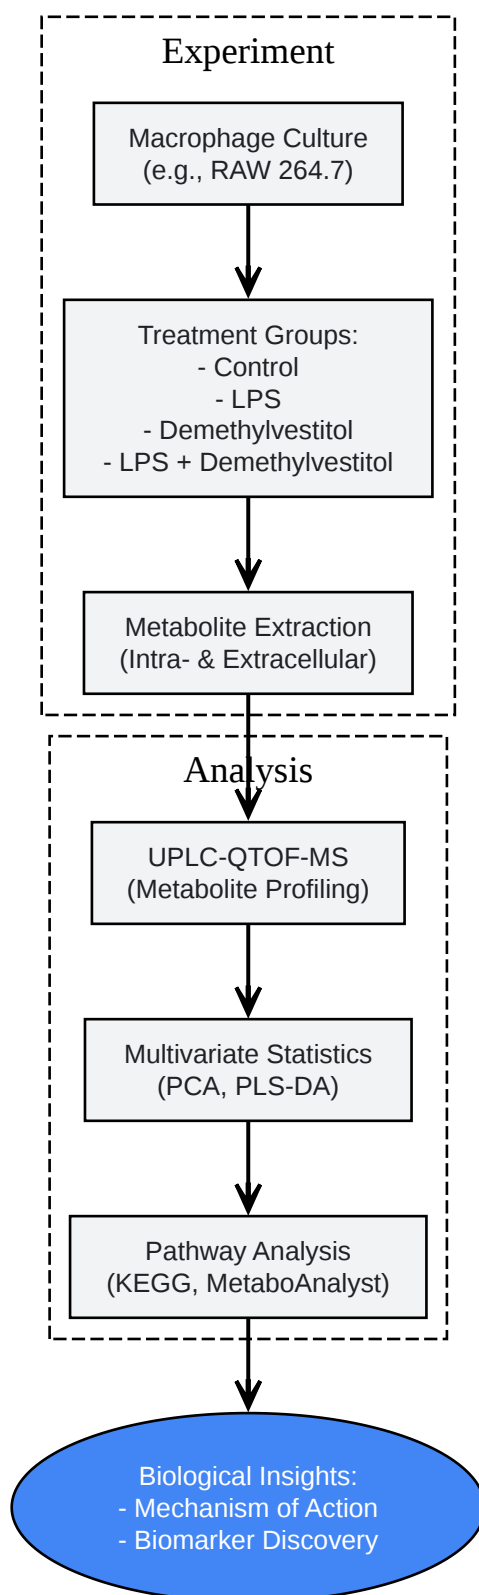 Experiment
Macrophage Culture
(e.g., RAW 264.7)
Treatment Groups:
- Control
- LPS
- Demethylvestitol
- LPS + Demethylvestitol
Metabolite Extraction
(Intra- & Extracellular)
Analysis
UPLC-QTOF-MS
(Metabolite Profiling)
Multivariate Statistics
(PCA, PLS-DA)
Pathway Analysis
(KEGG, MetaboAnalyst)
Biological Insights:
- Mechanism of Action
- Biomarker Discovery